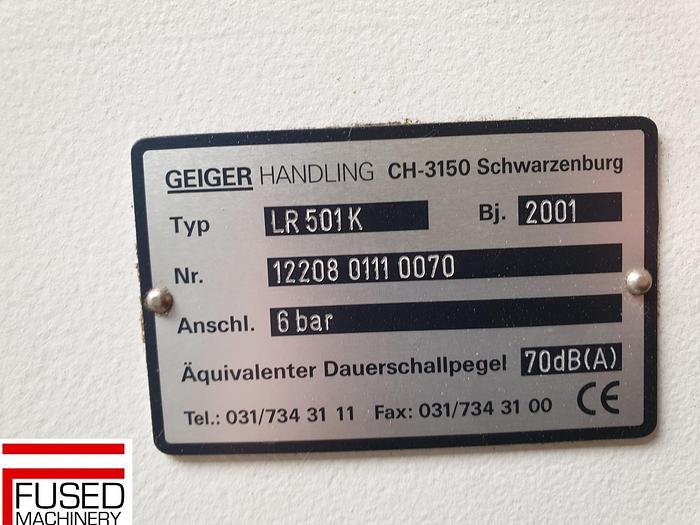 GEIGER HANDLING CH-3150 Schwarzenburg
Typ LR 501 K Bj. 2001
Nr. 12208 0111 0070
Anschl. 6 bar
Äquivalenter Dauerschallpegel 70dB(A)
Tel.: 031/734 31 11 Fax: 031/734 31 00 CE
FUSED
MACHINERY